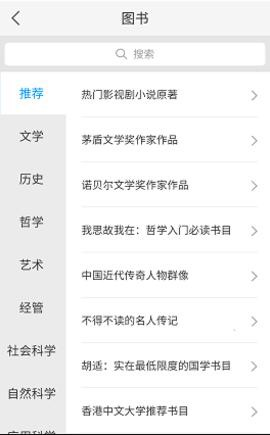 图书
搜索
推荐
文学
历史
哲学
艺术
经管
社会科学
自然科学
应用科学
热门影视剧小说原著
茅盾文学奖作家作品
诺贝尔文学奖作家作品
我思故我在：哲学入门必读书目
中国近代传奇人物群像
不得不读的名人传记
胡适：实在最低限度的国学书目
香港中文大学推荐书目